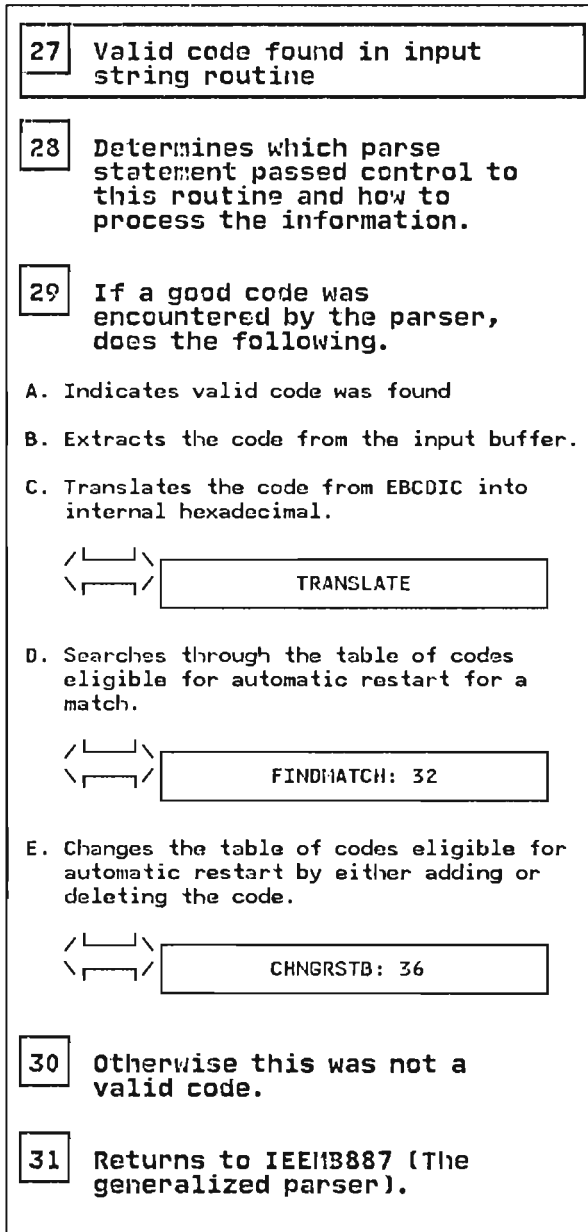 27 Valid code found in input
string routine
28 Determines which parse
statement passed control to
this routine and how to
process the information.
29 If a good code was
encountered by the parser,
does the following.
A. Indicates valid code was found
B. Extracts the code from the input buffer.
C. Translates the code from EBCDIC into
internal hexadecimal.
TRANSLATE
D. Searches through the table of codes
eligible for automatic restart for a
match.
FINDMATCH: 32
E. Changes the table of codes eligible for
automatic restart by either adding or
deleting the code.
CHNGRSTB: 36
30 Otherwise this was not a
valid code.
31 Returns to IEEMB887 (The
generalized parser).